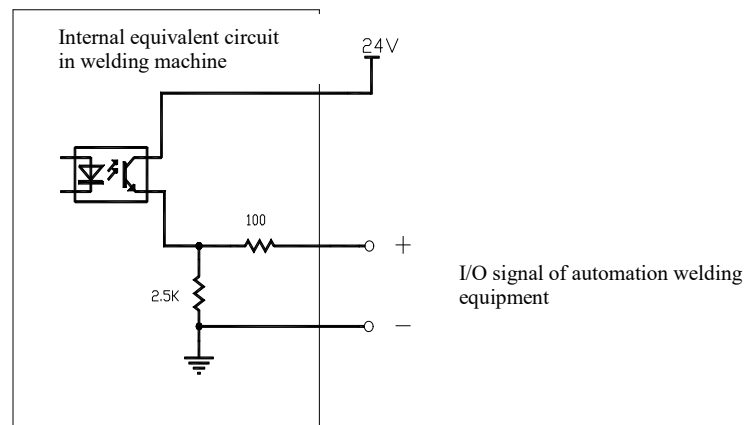 Internal equivalent circuit
in welding machine
24V
100
+
2.5K
I/O signal of automation welding
equipment
—